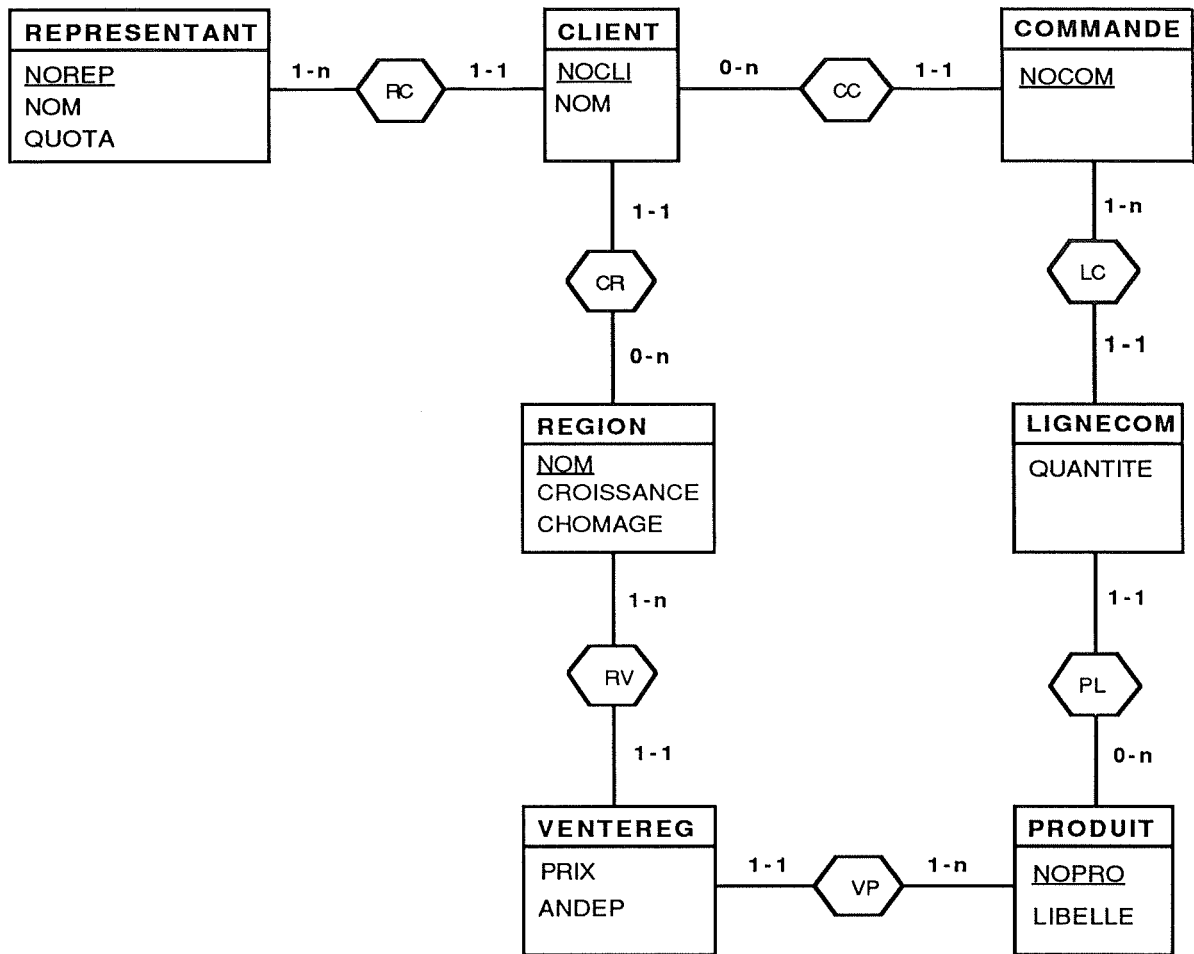 REPRESENTANT
NOREP
NOM
QUOTA
1-n
RC
1-1
CLIENT
NOCLI
NOM
0-n
CC
1-1
COMMANDE
NOCOM
1-1
CR
0-n
1-n
LC
1-1
REGION
NOM
CROISSANCE
CHOMAGE
LIGNECOM
QUANTITE
1-n
RV
1-1
1-1
PL
0-n
VENTEREG
PRIX
ANDEP
1-1
VP
1-n
PRODUIT
NOPRO
LIBELLE